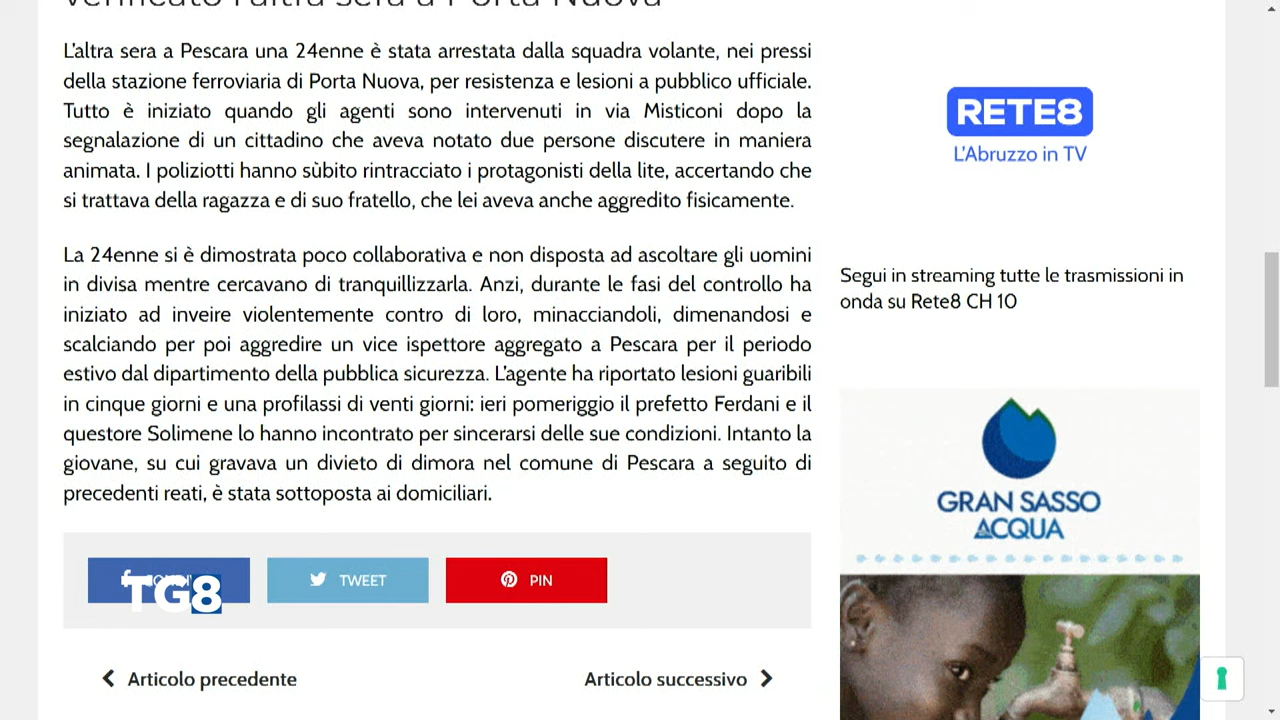 verificato l'altra sera a Porta Nuova
L'altra sera a Pescara una 24enne è stata arrestata dalla squadra volante, nei pressi
della stazione ferroviaria di Porta Nuova, per resistenza e lesioni a pubblico ufficiale.
Tutto è iniziato quando gli agenti sono intervenuti in via Misticoni dopo la
segnalazione di un cittadino che aveva notato due persone discutere in maniera
animata. I poliziotti hanno sùbito rintracciato i protagonisti della lite, accertando che
si trattava della ragazza e di suo fratello, che lei aveva anche aggredito fisicamente.
La 24enne si è dimostrata poco collaborativa e non disposta ad ascoltare gli uomini
in divisa mentre cercavano di tranquillizzarla. Anzi, durante le fasi del controllo ha
iniziato ad inveire violentemente contro di loro, minacciandoli, dimenandosi e
scalciando per poi aggredire un vice ispettore aggregato a Pescara per il periodo
estivo dal dipartimento della pubblica sicurezza. L'agente ha riportato lesioni guaribili
in cinque giorni e una profilassi di venti giorni: ieri pomeriggio il prefetto Ferdani e il
questore Solimene lo hanno incontrato per sincerarsi delle sue condizioni. Intanto la
giovane, su cui gravava un divieto di dimora nel comune di Pescara a seguito di
precedenti reati, è stata sottoposta ai domiciliari.
TG8
TWEET
PIN
Articolo precedente
Articolo successivo
RETE8
L'Abruzzo in TV
Segui in streaming tutte le trasmissioni in
onda su Rete8 CH 10
GRAN SASSO
ACQUA